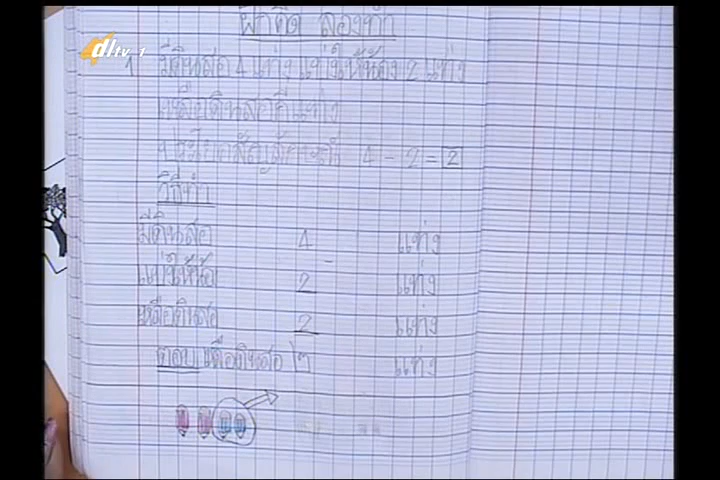 ฝึกคิด ลองทำ
dltv 1
1 มีดินสอ 4 แท่ง แบ่งให้น้อง 2 แท่ง
เหลือดินสอกี่แท่ง
ประโยคสัญลักษณ์ 4 - 2 = 2
วิธีทำ
มีดินสอ 4 แท่ง
-
แบ่งให้น้อง 2 แท่ง
เหลือดินสอ 2 แท่ง
ตอบ เหลือดินสอ ๒ แท่ง